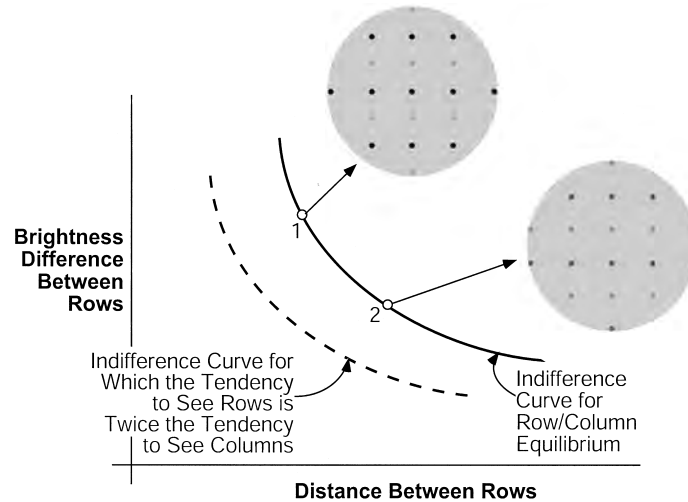 1
Brightness
Difference
Between
Rows
2
Indifference Curve for
Which the Tendency
to See Rows is
Twice the Tendency
to See Columns
Indifference
Curve for
Row/Column
Equilibrium
Distance Between Rows